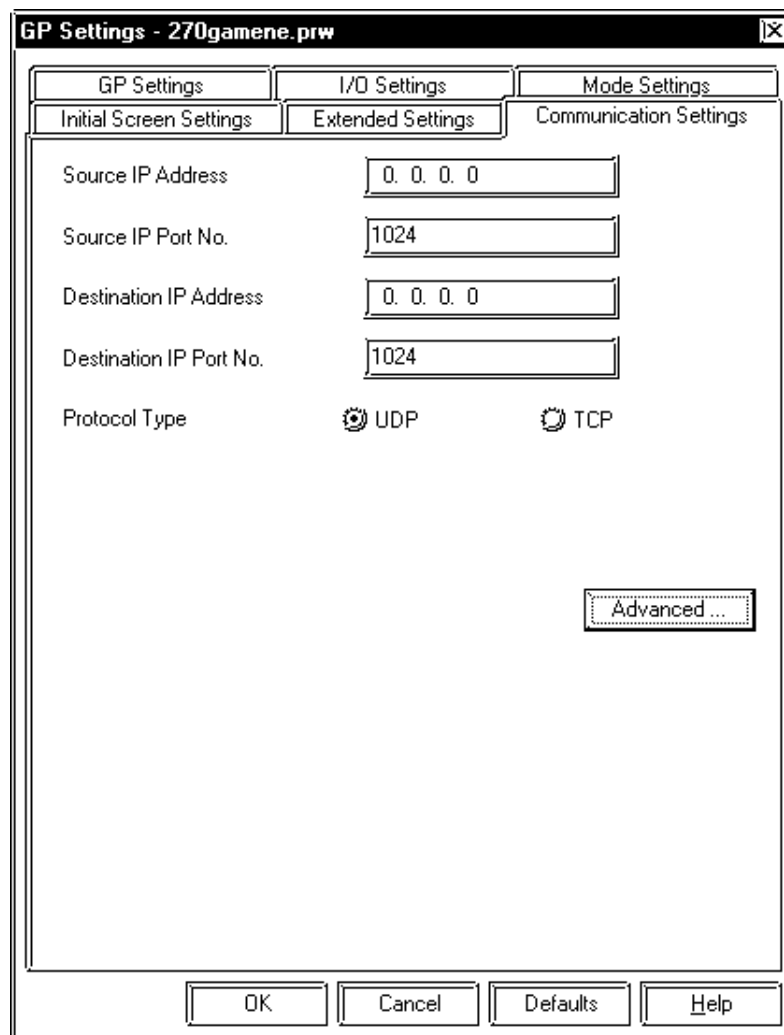 GP Settings - 270gamene.prw
GP Settings I/O Settings Mode Settings
Initial Screen Settings Extended Settings Communication Settings
Source IP Address 0. 0. 0. 0
Source IP Port No. 1024
Destination IP Address 0. 0. 0. 0
Destination IP Port No. 1024
Protocol Type UDP TCP
Advanced ...
OK Cancel Defaults Help